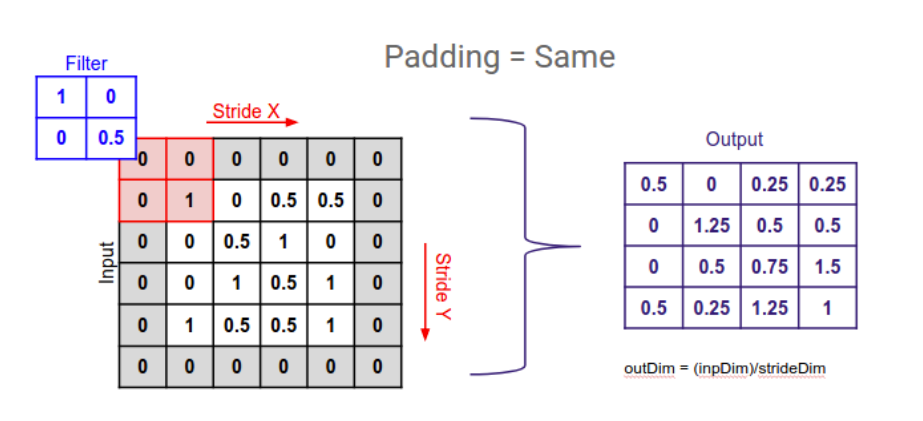 Padding = Same
Filter
1 0
0 0.5
Stride X
Input
0 0 0 0 0 0
0 1 0 0.5 0.5 0
0 0 0.5 1 0 0
0 0 1 0.5 1 0
0 1 0.5 0.5 1 0
0 0 0 0 0 0
Stride Y
Output
0.5 0 0.25 0.25
0 1.25 0.5 0.5
0 0.5 0.75 1.5
0.5 0.25 1.25 1
outDim = (inpDim)/strideDim